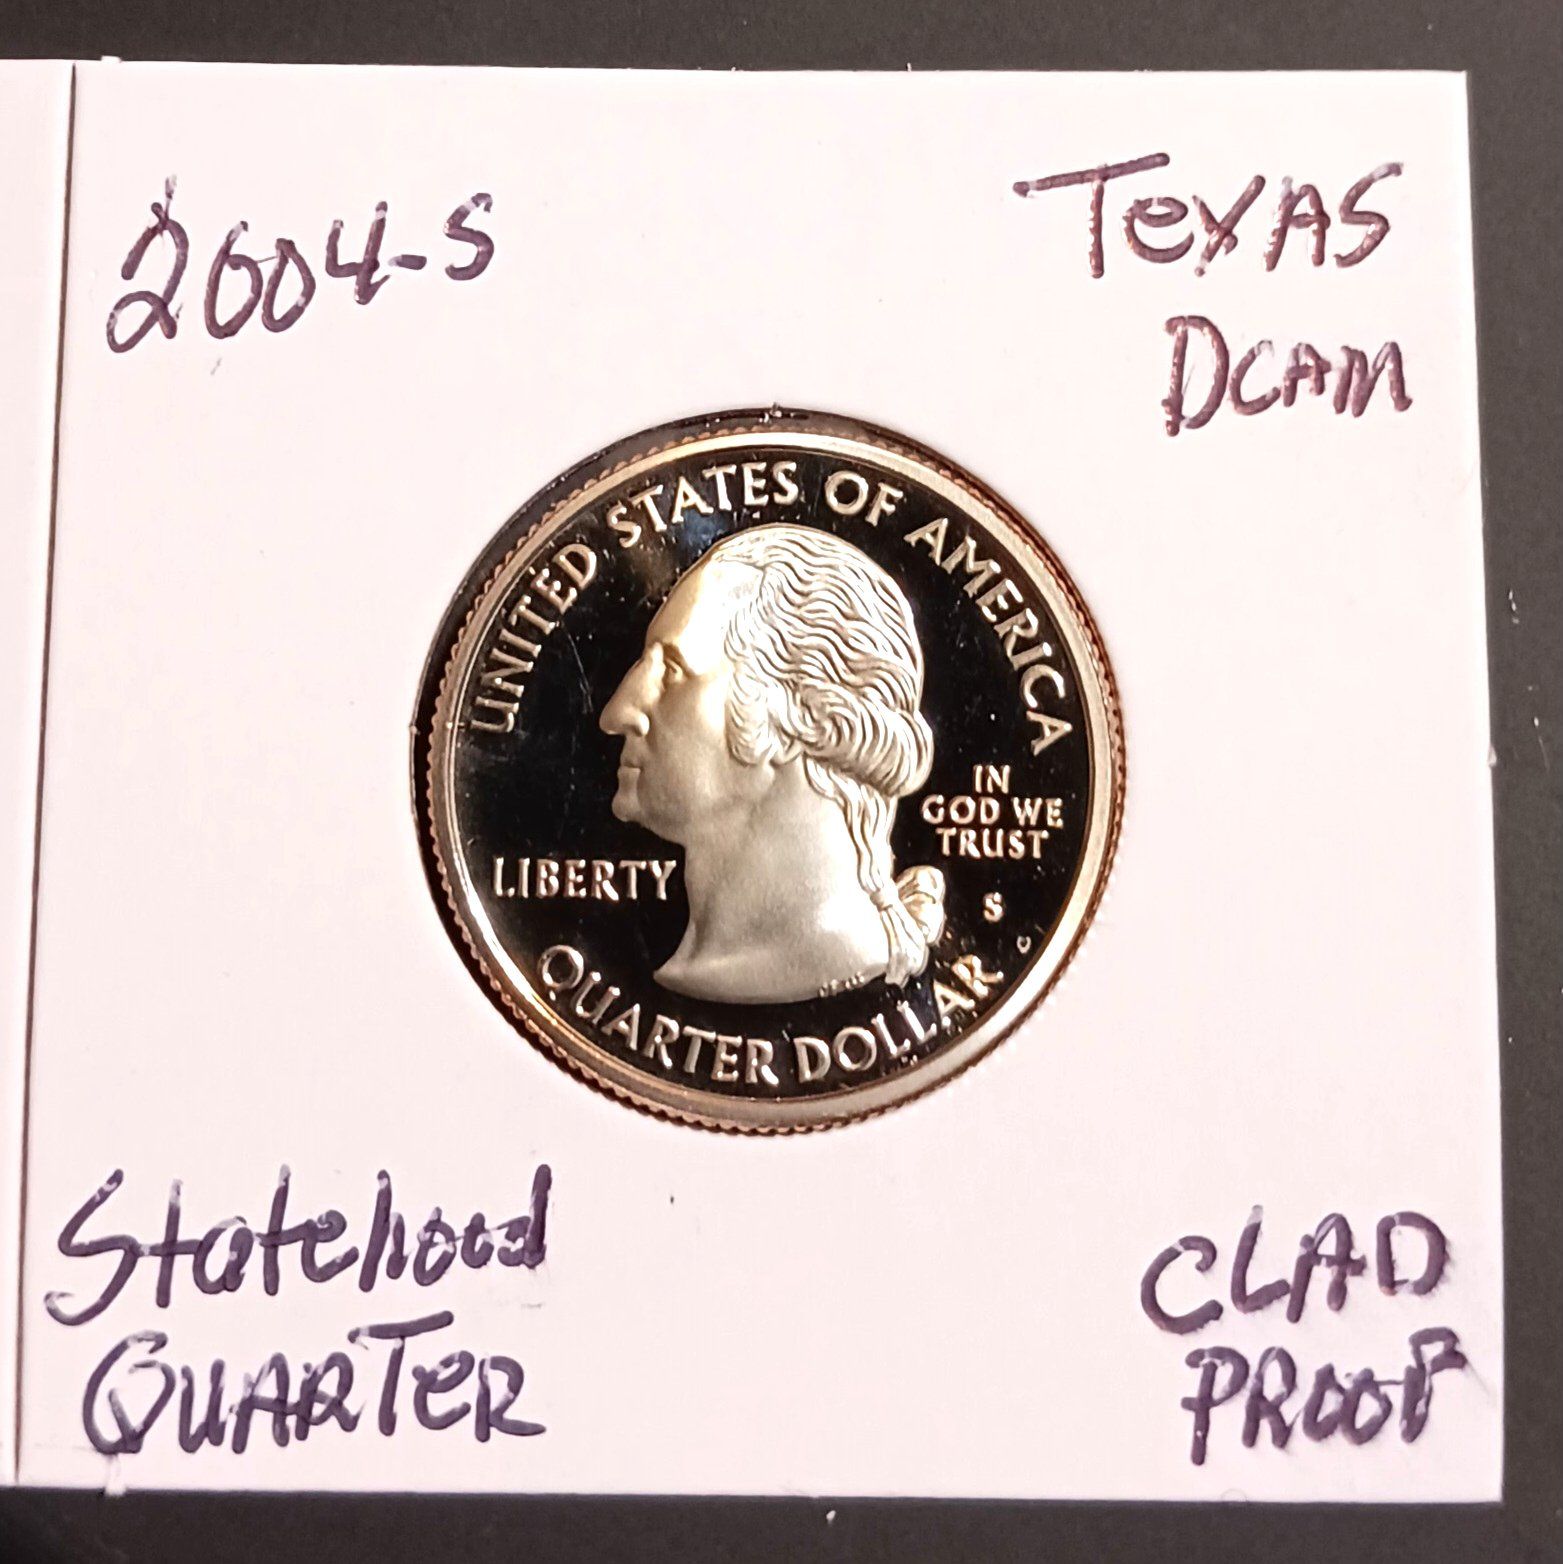 2004-S
Texas
DCAM
UNITED STATES OF AMERICA
IN
GOD WE
TRUST
LIBERTY
S
QUARTER DOLLAR
Statehood
QUARTER
CLAD
PROOF